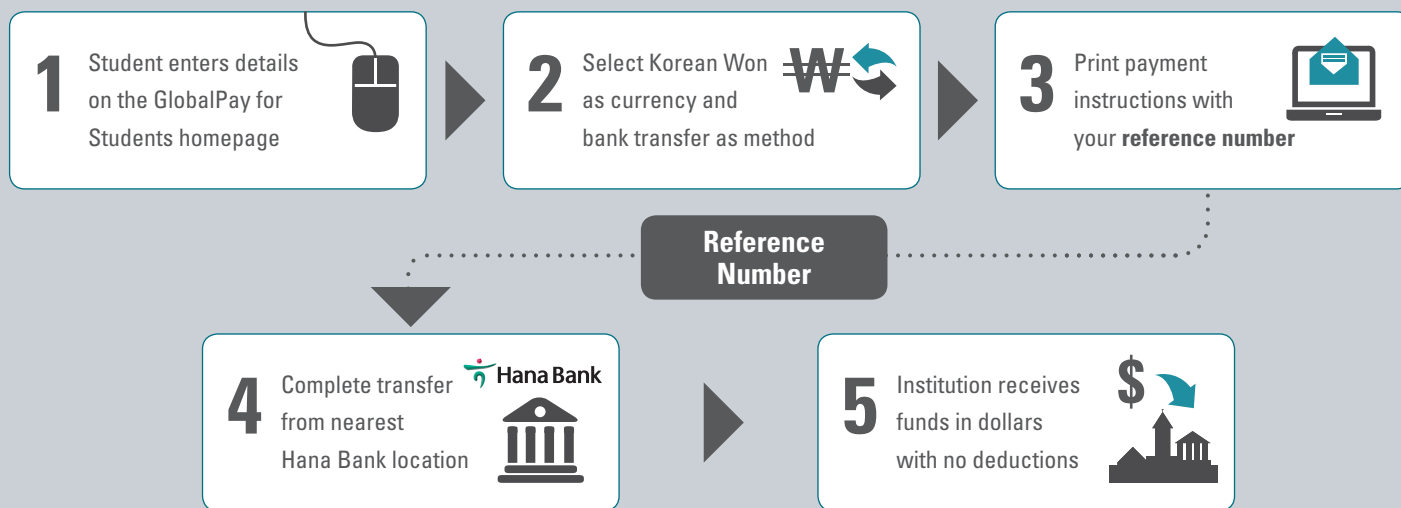 1
Student enters details
on the GlobalPay for
Students homepage
2
Select Korean Won
as currency and
bank transfer as method
₩
3
Print payment
instructions with
your reference number
Reference
Number
4
Complete transfer
from nearest
Hana Bank location
Hana Bank
5
Institution receives
funds in dollars
with no deductions
$